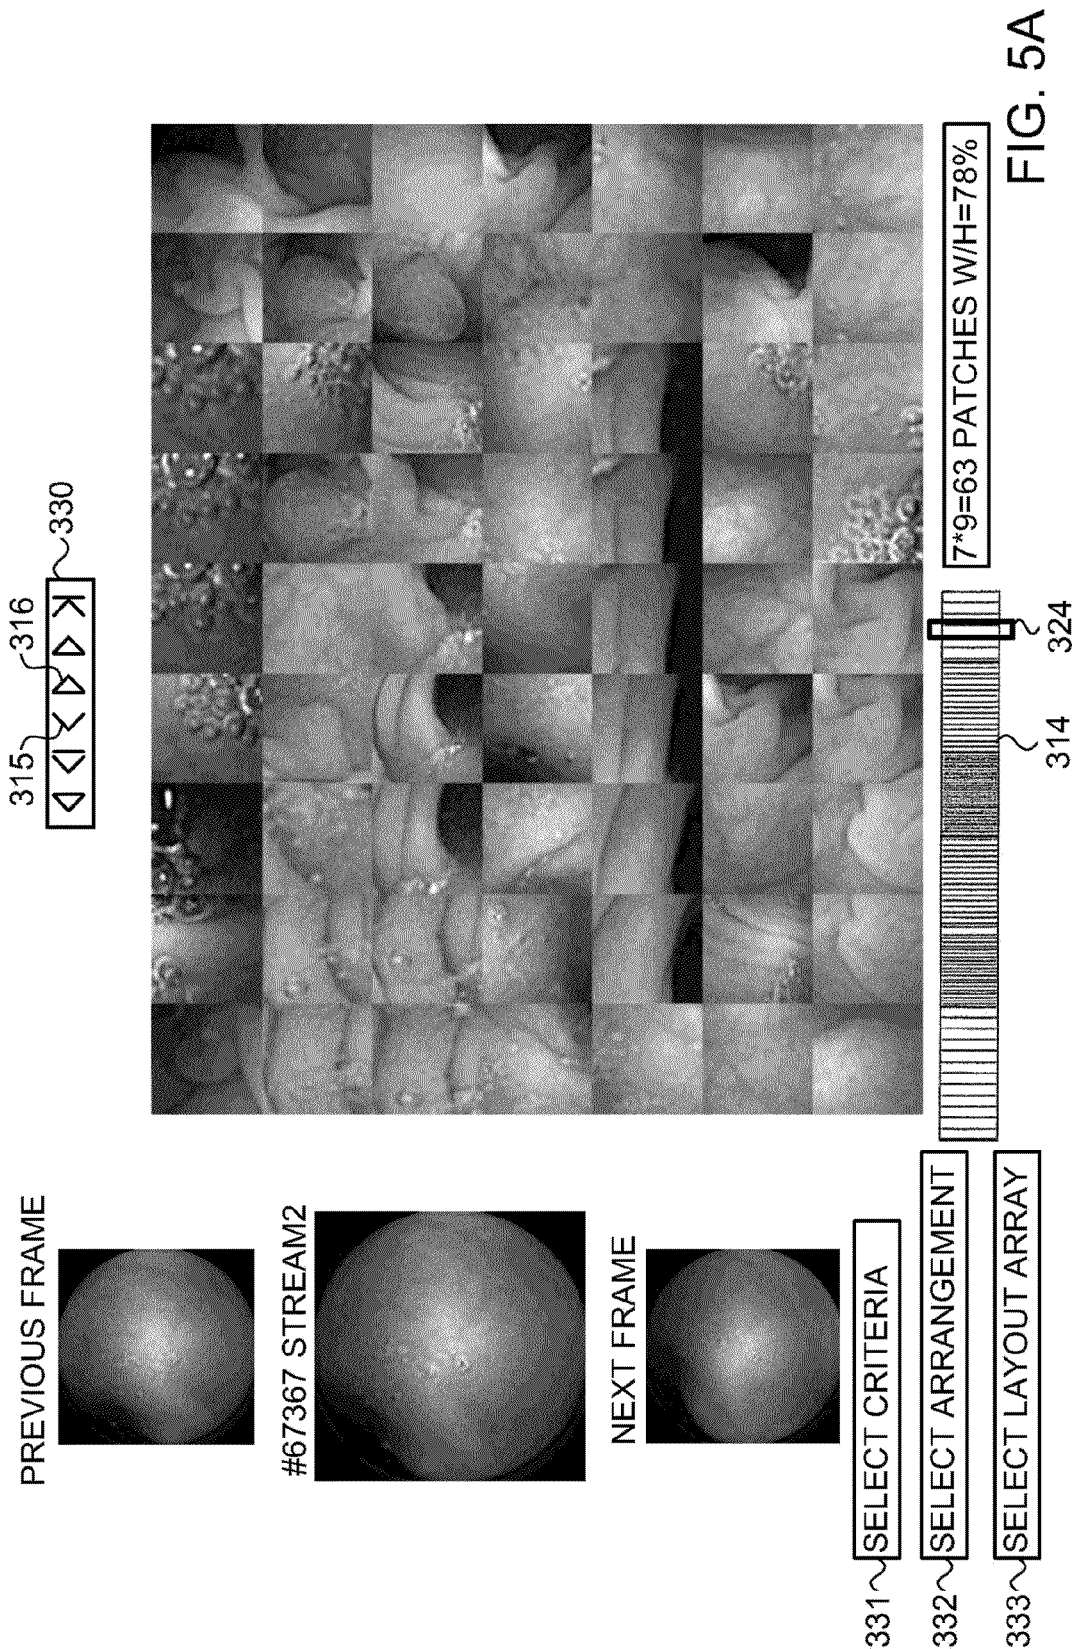 315
316
330
PREVIOUS FRAME
#67367 STREAM2
NEXT FRAME
331
SELECT CRITERIA
332
SELECT ARRANGEMENT
333
SELECT LAYOUT ARRAY
314
324
7*9=63 PATCHES W/H=78%
FIG. 5A